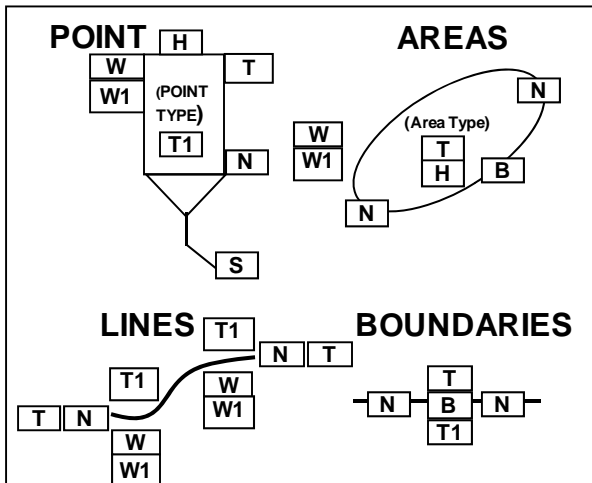 POINT
H
W
T
W1
(POINT
TYPE)
T1
N
S
AREAS
N
(Area Type)
W
W1
T
H
B
N
LINES
T1
T1
N T
W
W1
T N
W
W1
BOUNDARIES
T
N B N
T1